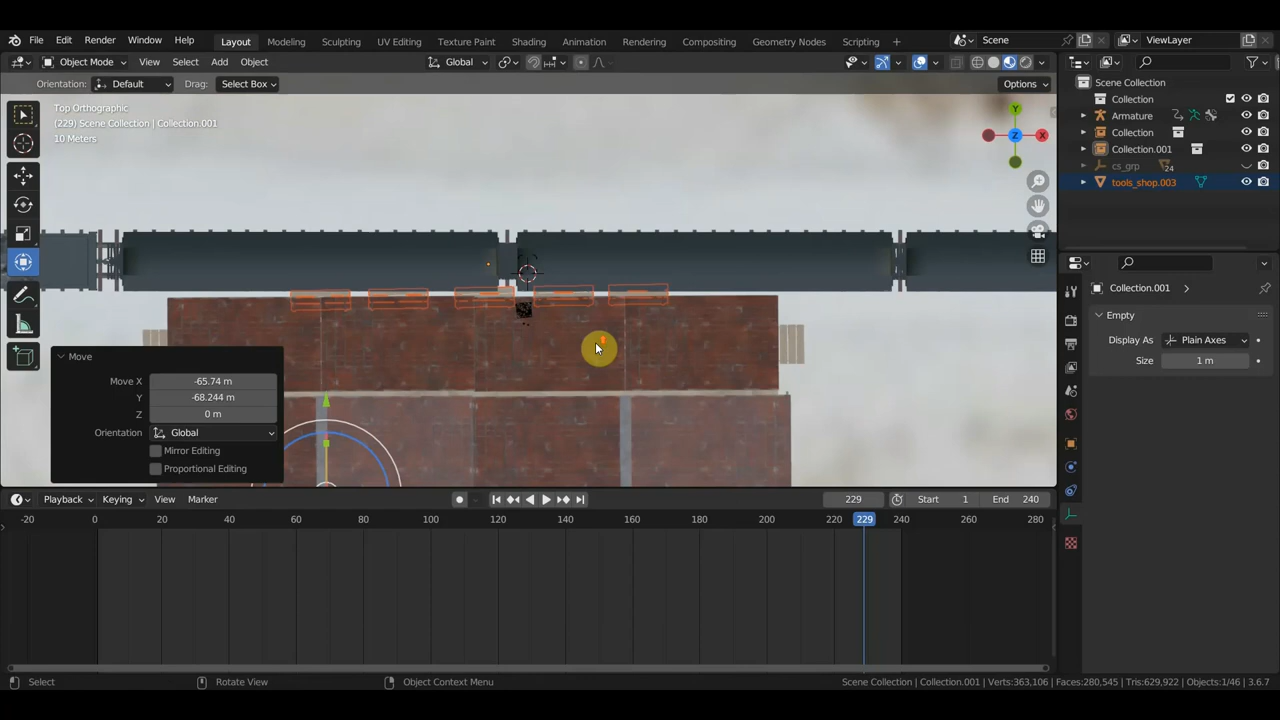 File Edit Render Window Help Layout Modeling Sculpting UV Editing Texture Paint Shading Animation Rendering Compositing Geometry Nodes Scripting + Scene ViewLayer
Object Mode View Select Add Object Global
Orientation: Default Drag: Select Box Options
Scene Collection
Collection
Armature
Collection
Collection.001
cs_grp 24
tools_shop.003
Top Orthographic
(229) Scene Collection | Collection.001
10 Meters
Y
Z X
Move
Move X -65.74 m
Y -68.244 m
Z 0 m
Orientation Global
Mirror Editing
Proportional Editing
Collection.001
Empty
Display As Plain Axes
Size 1 m
Playback Keying View Marker 229 Start 1 End 240
-20 0 20 40 60 80 100 120 140 160 180 200 220 229 240 260 280
Select Rotate View Object Context Menu Scene Collection | Collection.001 | Verts:363,106 | Faces:280,545 | Tris:629,922 | Objects:1/46 | 3.6.7